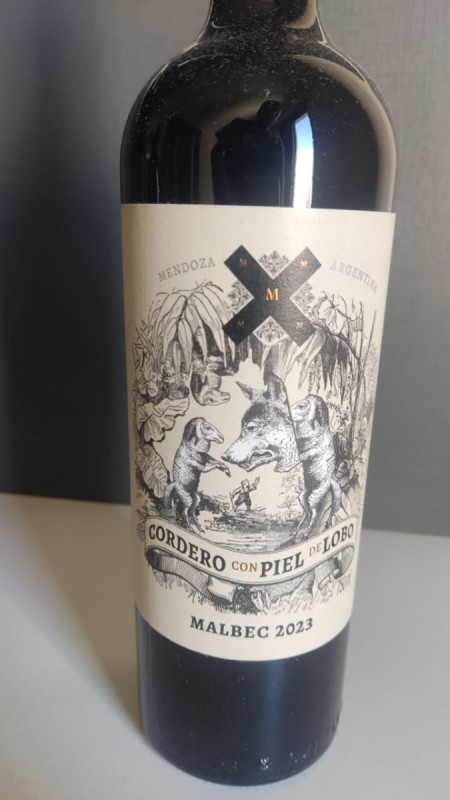 MENDOZA
ARGENTINA
M M
M
M M
CORDERO CON PIEL DE LOBO
MALBEC 2023